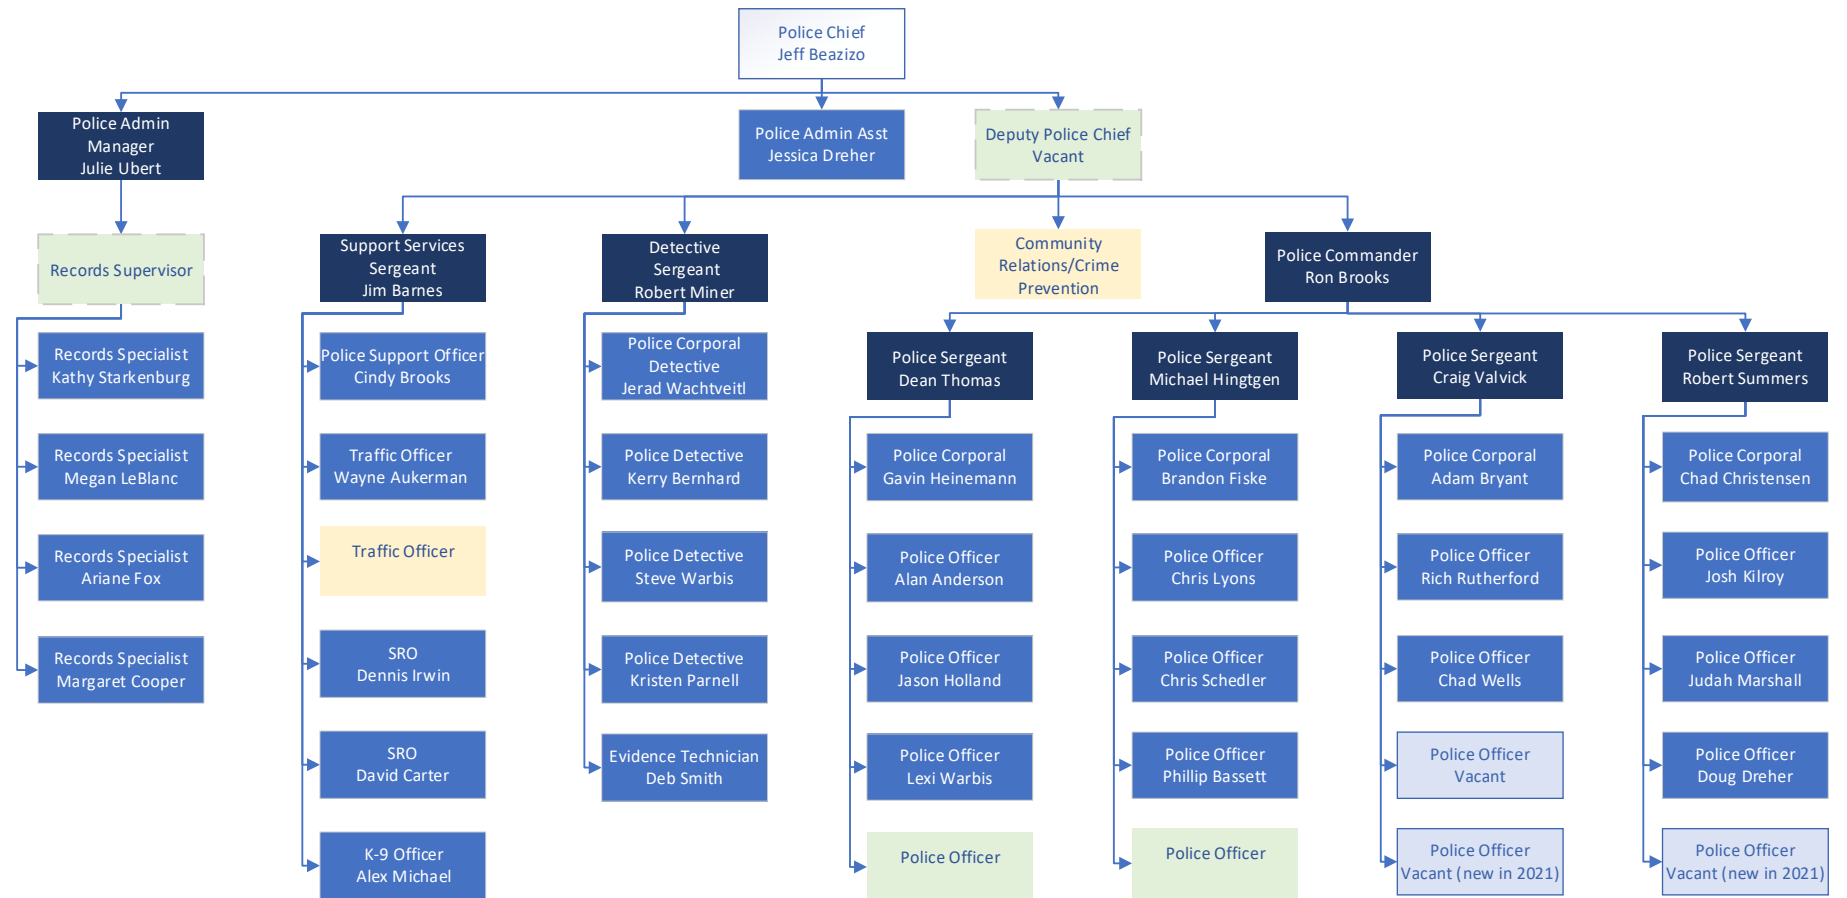 Police Chief
Jeff Beazizo
Police Admin
Manager
Julie Ubert
Police Admin Asst
Jessica Dreher
Deputy Police Chief
Vacant
Records Supervisor
Support Services
Sergeant
Jim Barnes
Detective
Sergeant
Robert Miner
Community
Relations/Crime
Prevention
Police Commander
Ron Brooks
Records Specialist
Kathy Starkenburg
Records Specialist
Megan LeBlanc
Records Specialist
Ariane Fox
Records Specialist
Margaret Cooper
Police Support Officer
Cindy Brooks
Traffic Officer
Wayne Aukerman
Traffic Officer
SRO
Dennis Irwin
SRO
David Carter
K-9 Officer
Alex Michael
Police Corporal
Detective
Jerad Wachtveitl
Police Detective
Kerry Bernhard
Police Detective
Steve Warbis
Police Detective
Kristen Parnell
Evidence Technician
Deb Smith
Police Sergeant
Dean Thomas
Police Corporal
Gavin Heinemann
Police Officer
Alan Anderson
Police Officer
Jason Holland
Police Officer
Lexi Warbis
Police Officer
Police Sergeant
Michael Hingtgen
Police Corporal
Brandon Fiske
Police Officer
Chris Lyons
Police Officer
Chris Schedler
Police Officer
Phillip Bassett
Police Officer
Police Sergeant
Craig Valvick
Police Corporal
Adam Bryant
Police Officer
Rich Rutherford
Police Officer
Chad Wells
Police Officer
Vacant
Police Officer
Vacant (new in 2021)
Police Sergeant
Robert Summers
Police Corporal
Chad Christensen
Police Officer
Josh Kilroy
Police Officer
Judah Marshall
Police Officer
Doug Dreher
Police Officer
Vacant (new in 2021)